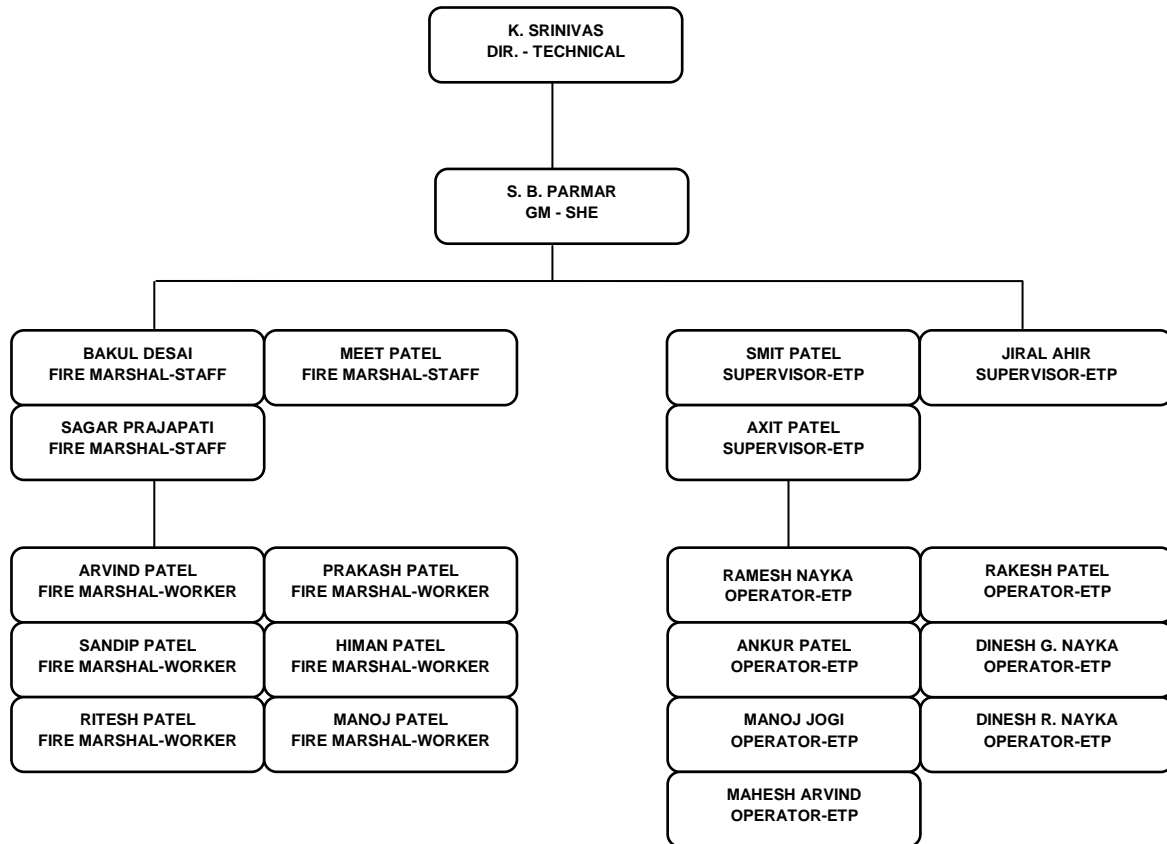 K. SRINIVAS
DIR. - TECHNICAL
S. B. PARMAR
GM - SHE
BAKUL DESAI
FIRE MARSHAL-STAFF
MEET PATEL
FIRE MARSHAL-STAFF
SMIT PATEL
SUPERVISOR-ETP
JIRAL AHIR
SUPERVISOR-ETP
SAGAR PRAJAPATI
FIRE MARSHAL-STAFF
AXIT PATEL
SUPERVISOR-ETP
ARVIND PATEL
FIRE MARSHAL-WORKER
PRAKASH PATEL
FIRE MARSHAL-WORKER
RAMESH NAYKA
OPERATOR-ETP
RAKESH PATEL
OPERATOR-ETP
SANDIP PATEL
FIRE MARSHAL-WORKER
HIMAN PATEL
FIRE MARSHAL-WORKER
ANKUR PATEL
OPERATOR-ETP
DINESH G. NAYKA
OPERATOR-ETP
RITESH PATEL
FIRE MARSHAL-WORKER
MANOJ PATEL
FIRE MARSHAL-WORKER
MANOJ JOGI
OPERATOR-ETP
DINESH R. NAYKA
OPERATOR-ETP
MAHESH ARVIND
OPERATOR-ETP